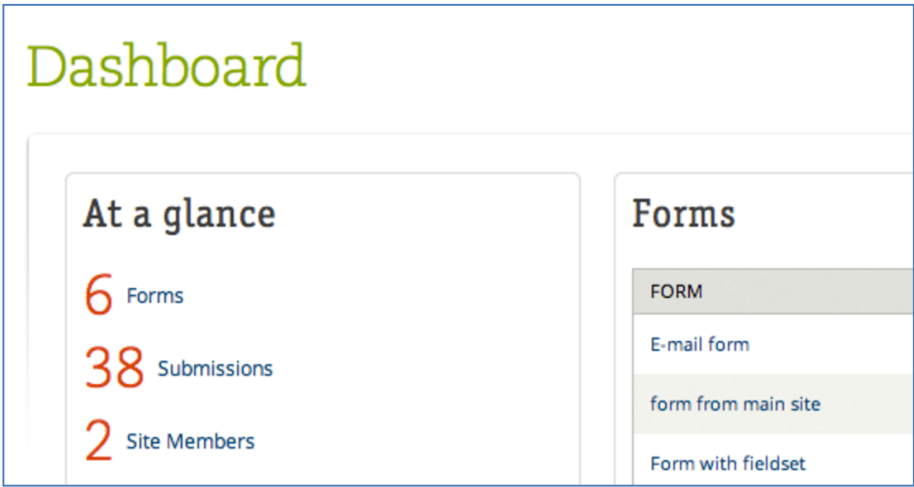 Dashboard
At a glance
6 Forms
38 Submissions
2 Site Members
Forms
FORM
E-mail form
form from main site
Form with fieldset